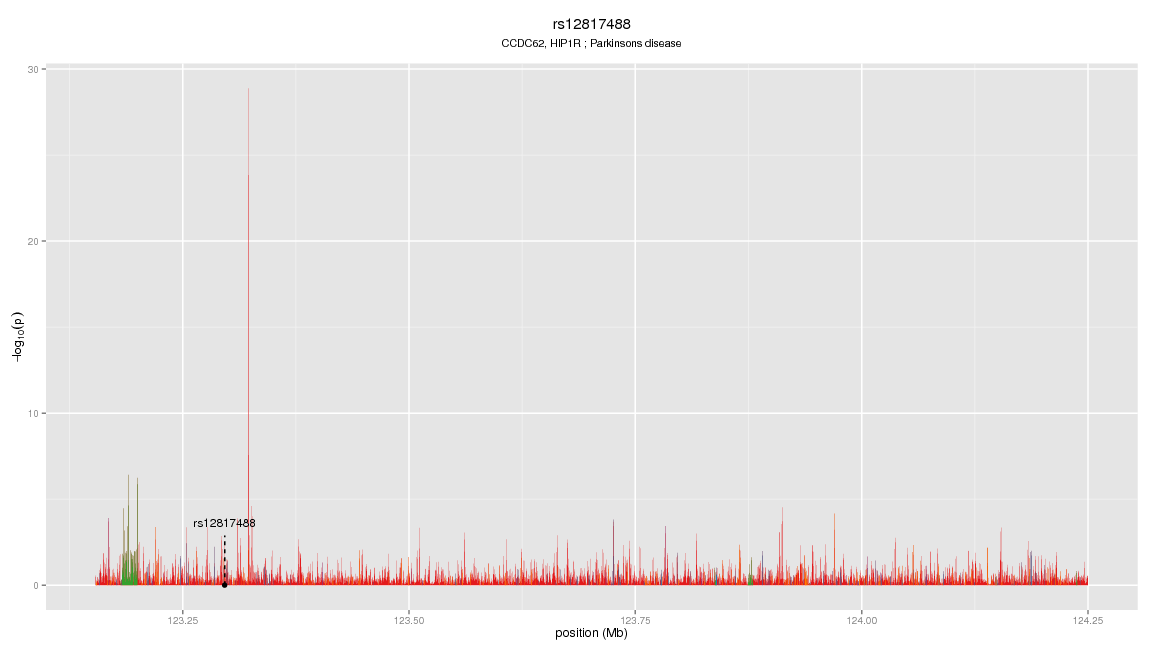 rs12817488
CCDC62, HIP1R ; Parkinsons disease
30
20
10
0
−log10(p)
rs12817488
123.25
123.50
123.75
124.00
124.25
position (Mb)